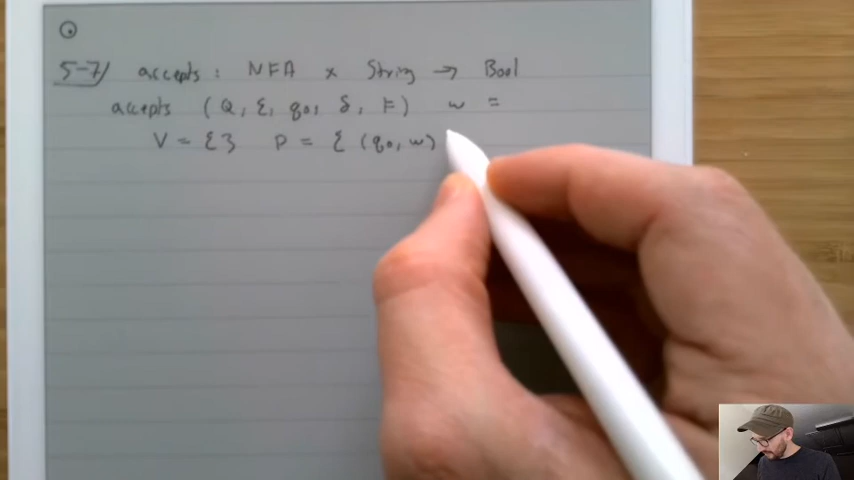 5-7/ accepts : NFA x String → Bool
accepts (Q, Σ, q₀, δ, F) w =
V = {} P = { (q₀, w)